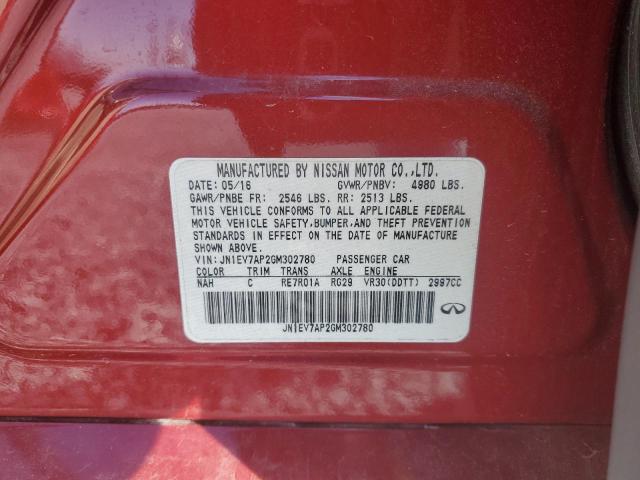 MANUFACTURED BY NISSAN MOTOR CO.,LTD.
DATE: 05/16 GVWR/PNBV: 4980 LBS.
GAWR/PNBE FR: 2546 LBS. RR: 2513 LBS.
THIS VEHICLE CONFORMS TO ALL APPLICABLE FEDERAL
MOTOR VEHICLE SAFETY,BUMPER,AND THEFT PREVENTION
STANDARDS IN EFFECT ON THE DATE OF MANUFACTURE
SHOWN ABOVE.
VIN:JN1EV7AP2GM302780 PASSENGER CAR
COLOR TRIM TRANS AXLE ENGINE
NAH C RE7R01A RG29 VR30(DDTT) 2997CC
JN1EV7AP2GM302780